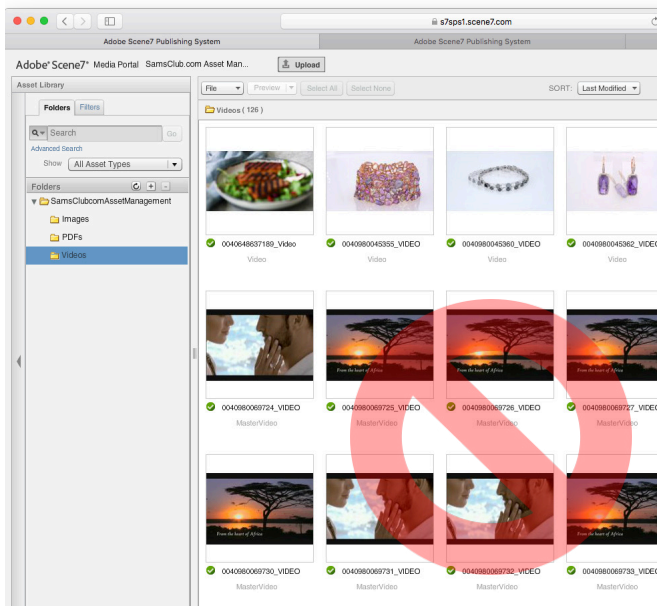 s7sps1.scene7.com
Adobe Scene7 Publishing System
Adobe Scene7 Publishing System
Adobe® Scene7® Media Portal SamsClub.com Asset Man... Upload
Asset Library
File Preview Select All Select None SORT: Last Modified
Folders Filters
Videos ( 126 )
Search Go
Advanced Search
Show All Asset Types
Folders
SamsClubcomAssetManagement
Images
PDFs
Videos
0040648637189_Video 0040980045355_VIDEO 0040980045360_VIDEO 0040980045362_VIDEO
Video Video Video Video
From the heart of Africa From the heart of Africa From the heart of Africa
0040980069724_VIDEO 0040980069725_VIDEO 0040980069726_VIDEO 0040980069727_VIDEO
MasterVideo MasterVideo MasterVideo MasterVideo
From the heart of Africa From the heart of Africa
0040980069730_VIDEO 0040980069731_VIDEO 0040980069732_VIDEO 0040980069733_VIDEO
MasterVideo MasterVideo MasterVideo MasterVideo